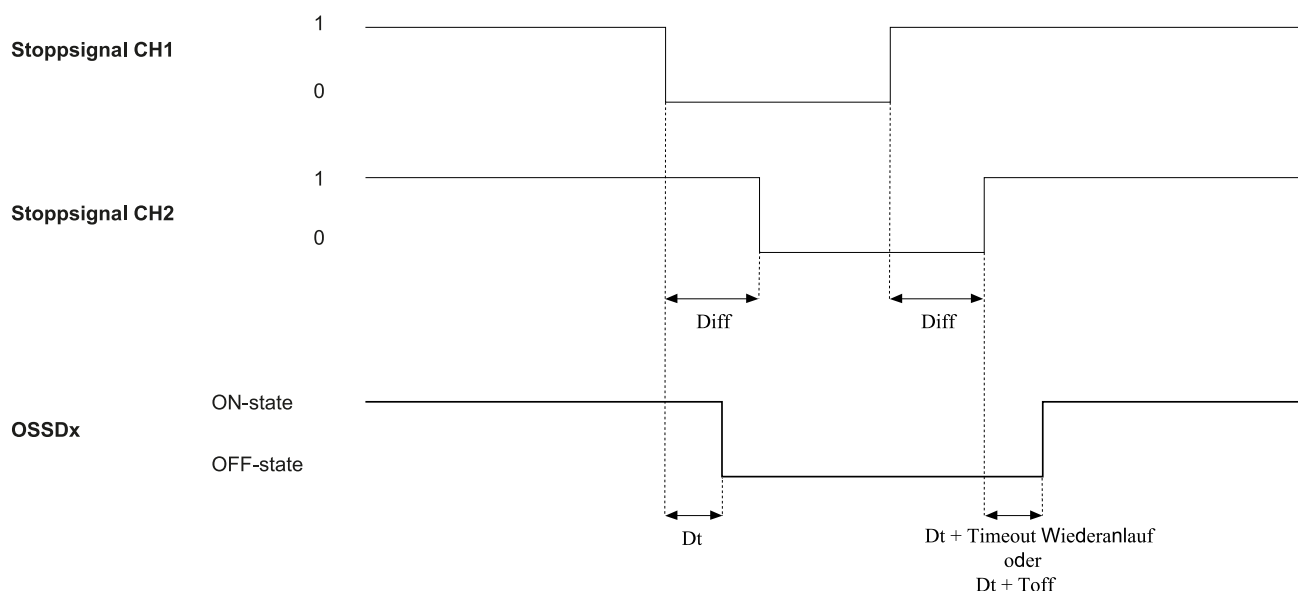 Stoppsignal CH1
1
0
Stoppsignal CH2
1
0
Diff
Diff
OSSDx
ON-state
OFF-state
Dt
Dt + Timeout Wiederanlauf
oder
Dt + Toff